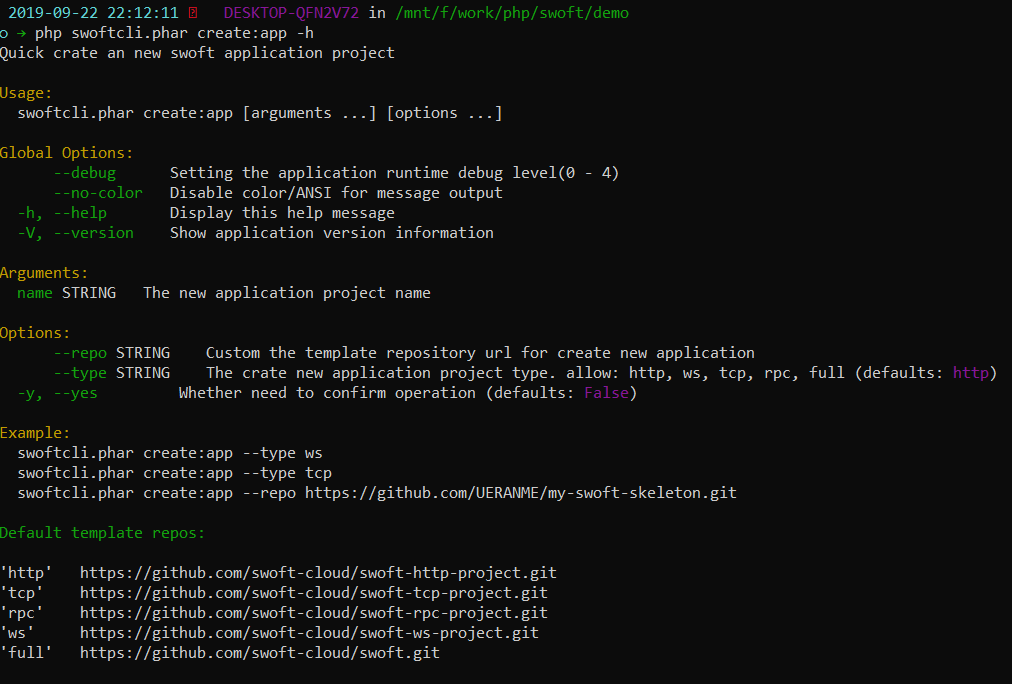 2019-09-22 22:12:11 DESKTOP-QFN2V72 in /mnt/f/work/php/swoft/demo
o → php swoftcli.phar create:app -h
Quick crate an new swoft application project
Usage:
swoftcli.phar create:app [arguments ...] [options ...]
Global Options:
--debug Setting the application runtime debug level(0 - 4)
--no-color Disable color/ANSI for message output
-h, --help Display this help message
-V, --version Show application version information
Arguments:
name STRING The new application project name
Options:
--repo STRING Custom the template repository url for create new application
--type STRING The crate new application project type. allow: http, ws, tcp, rpc, full (defaults: http)
-y, --yes Whether need to confirm operation (defaults: False)
Example:
swoftcli.phar create:app --type ws
swoftcli.phar create:app --type tcp
swoftcli.phar create:app --repo https://github.com/UERANME/my-swoft-skeleton.git
Default template repos:
'http' https://github.com/swoft-cloud/swoft-http-project.git
'tcp' https://github.com/swoft-cloud/swoft-tcp-project.git
'rpc' https://github.com/swoft-cloud/swoft-rpc-project.git
'ws' https://github.com/swoft-cloud/swoft-ws-project.git
'full' https://github.com/swoft-cloud/swoft.git